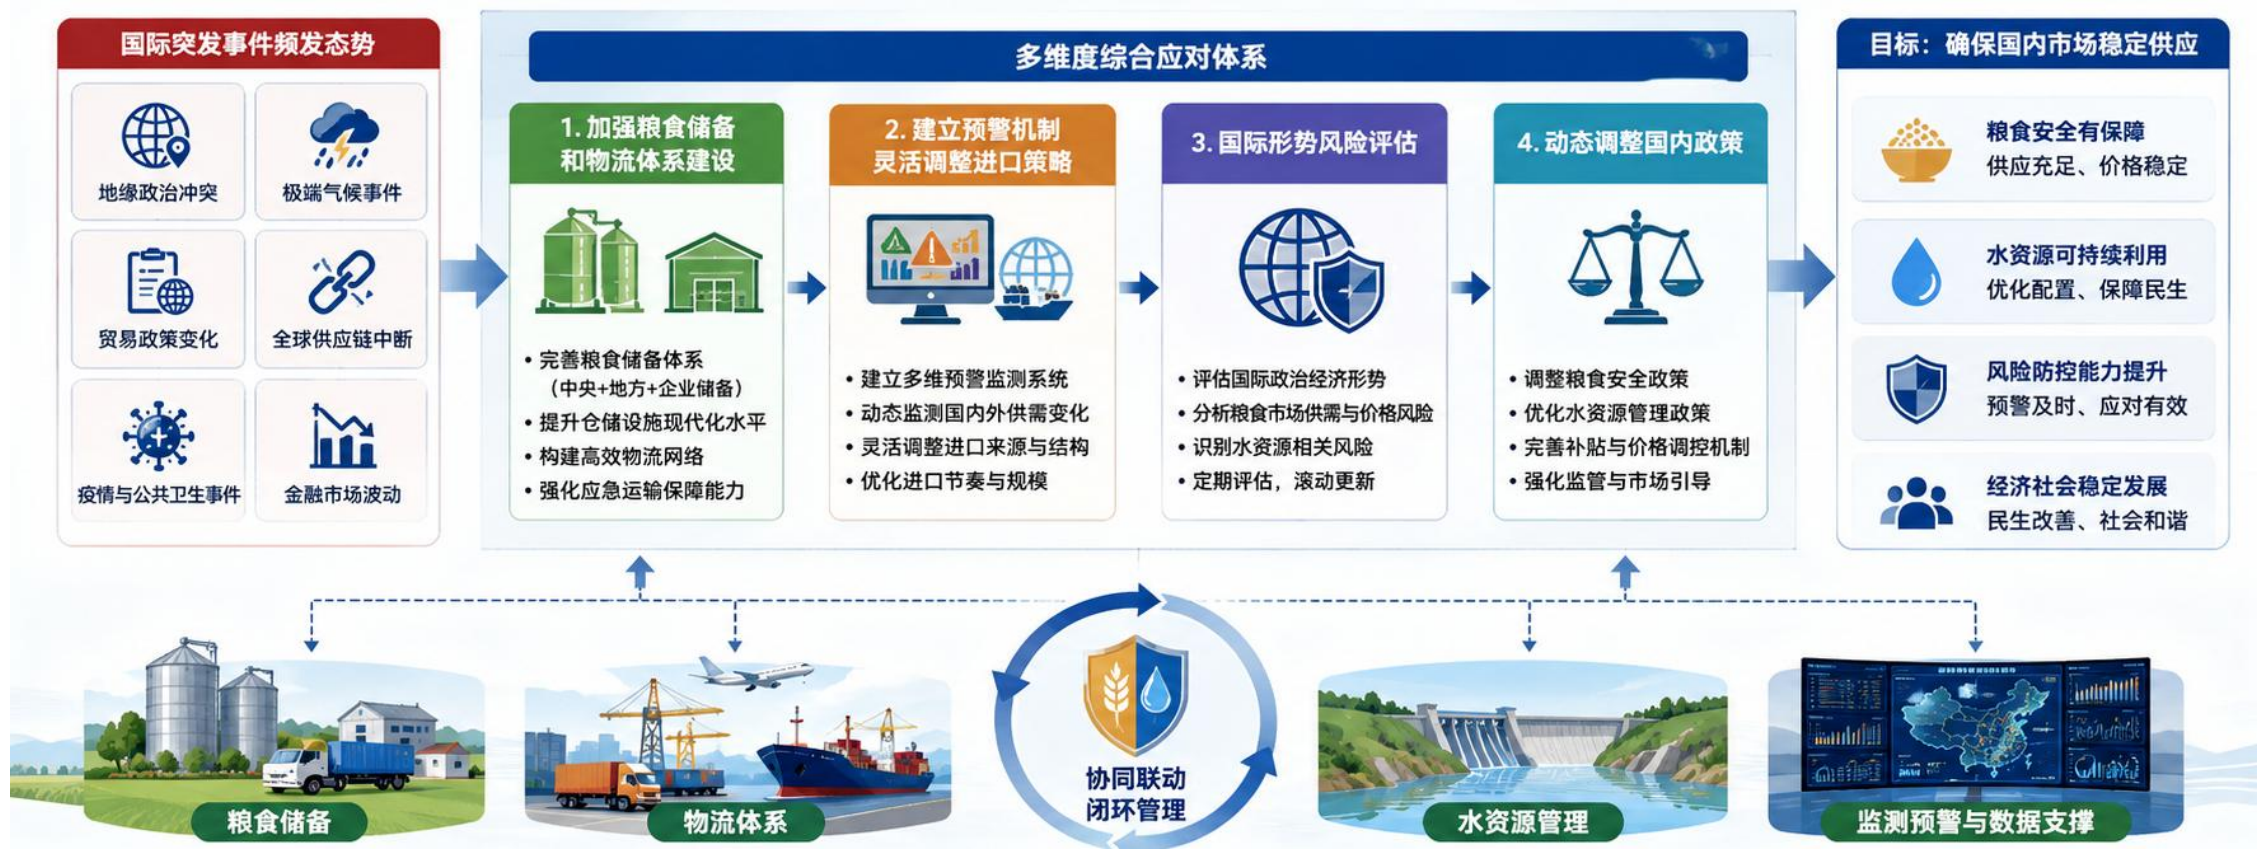 国际突发事件频发态势
地缘政治冲突
极端气候事件
贸易政策变化
全球供应链中断
疫情与公共卫生事件
金融市场波动
多维度综合应对体系
1. 加强粮食储备
和物流体系建设
• 完善粮食储备体系
（中央+地方+企业储备）
• 提升仓储设施现代化水平
• 构建高效物流网络
• 强化应急运输保障能力
2. 建立预警机制
灵活调整进口策略
• 建立多维预警监测系统
• 动态监测国内外供需变化
• 灵活调整进口来源与结构
• 优化进口节奏与规模
3. 国际形势风险评估
• 评估国际政治经济形势
• 分析粮食市场供需与价格风险
• 识别水资源相关风险
• 定期评估，滚动更新
4. 动态调整国内政策
• 调整粮食安全政策
• 优化水资源管理政策
• 完善补贴与价格调控机制
• 强化监管与市场引导
目标：确保国内市场稳定供应
粮食安全有保障
供应充足、价格稳定
水资源可持续利用
优化配置、保障民生
风险防控能力提升
预警及时、应对有效
经济社会稳定发展
民生改善、社会和谐
粮食储备
物流体系
协同联动
闭环管理
水资源管理
监测预警与数据支撑